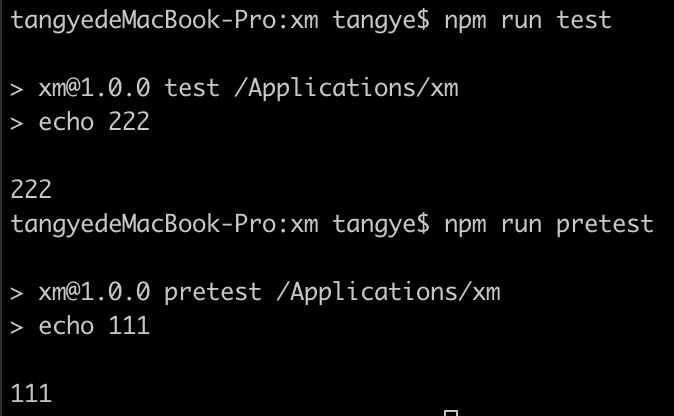 tangyedeMacBook-Pro:xm tangye$ npm run test
> xm@1.0.0 test /Applications/xm
> echo 222
222
tangyedeMacBook-Pro:xm tangye$ npm run pretest
> xm@1.0.0 pretest /Applications/xm
> echo 111
111